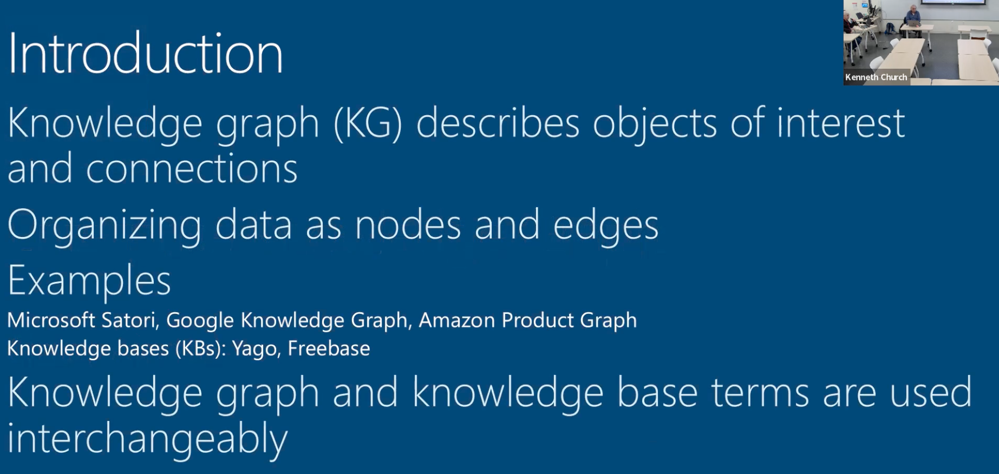 Introduction
Knowledge graph (KG) describes objects of interest
and connections
Organizing data as nodes and edges
Examples
Microsoft Satori, Google Knowledge Graph, Amazon Product Graph
Knowledge bases (KBs): Yago, Freebase
Knowledge graph and knowledge base terms are used
interchangeably
Kenneth Church